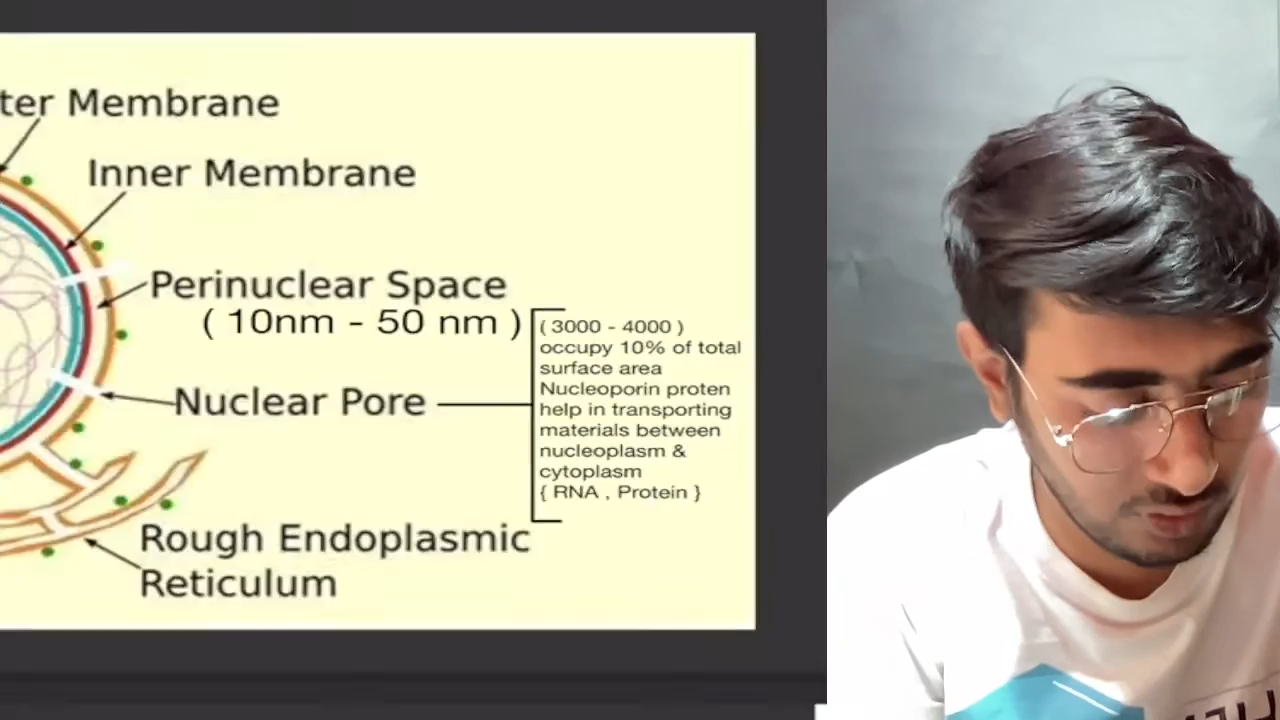 ter Membrane
Inner Membrane
Perinuclear Space
( 10nm - 50 nm )
Nuclear Pore
( 3000 - 4000 )
occupy 10% of total
surface area
Nucleoporin proten
help in transporting
materials between
nucleoplasm &
cytoplasm
{ RNA , Protein }
Rough Endoplasmic
Reticulum